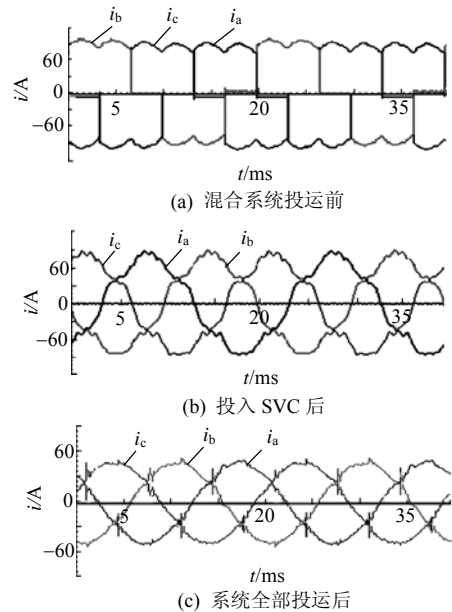 i_b i_c i_a
i/A
60
0
−60
5 20 35
t/ms
(a) 混合系统投运前
i_c i_a i_b
i/A
60
0
−60
5 20 35
t/ms
(b) 投入 SVC 后
i_c i_b i_a
i/A
60
0
−60
5 20 35
t/ms
(c) 系统全部投运后